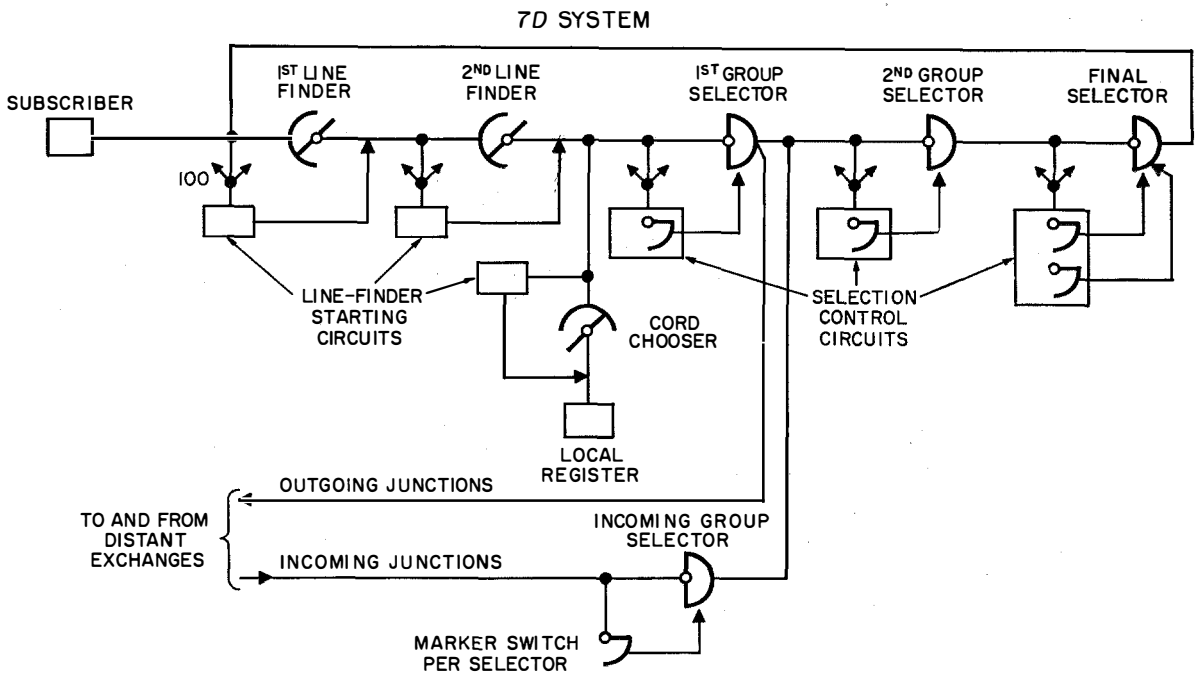 7D SYSTEM
SUBSCRIBER
1ST LINE
FINDER
2ND LINE
FINDER
1ST GROUP
SELECTOR
2ND GROUP
SELECTOR
FINAL
SELECTOR
100
LINE-FINDER
STARTING
CIRCUITS
CORD
CHOOSER
SELECTION
CONTROL
CIRCUITS
LOCAL
REGISTER
OUTGOING JUNCTIONS
TO AND FROM
DISTANT
EXCHANGES
INCOMING GROUP
SELECTOR
INCOMING JUNCTIONS
MARKER SWITCH
PER SELECTOR